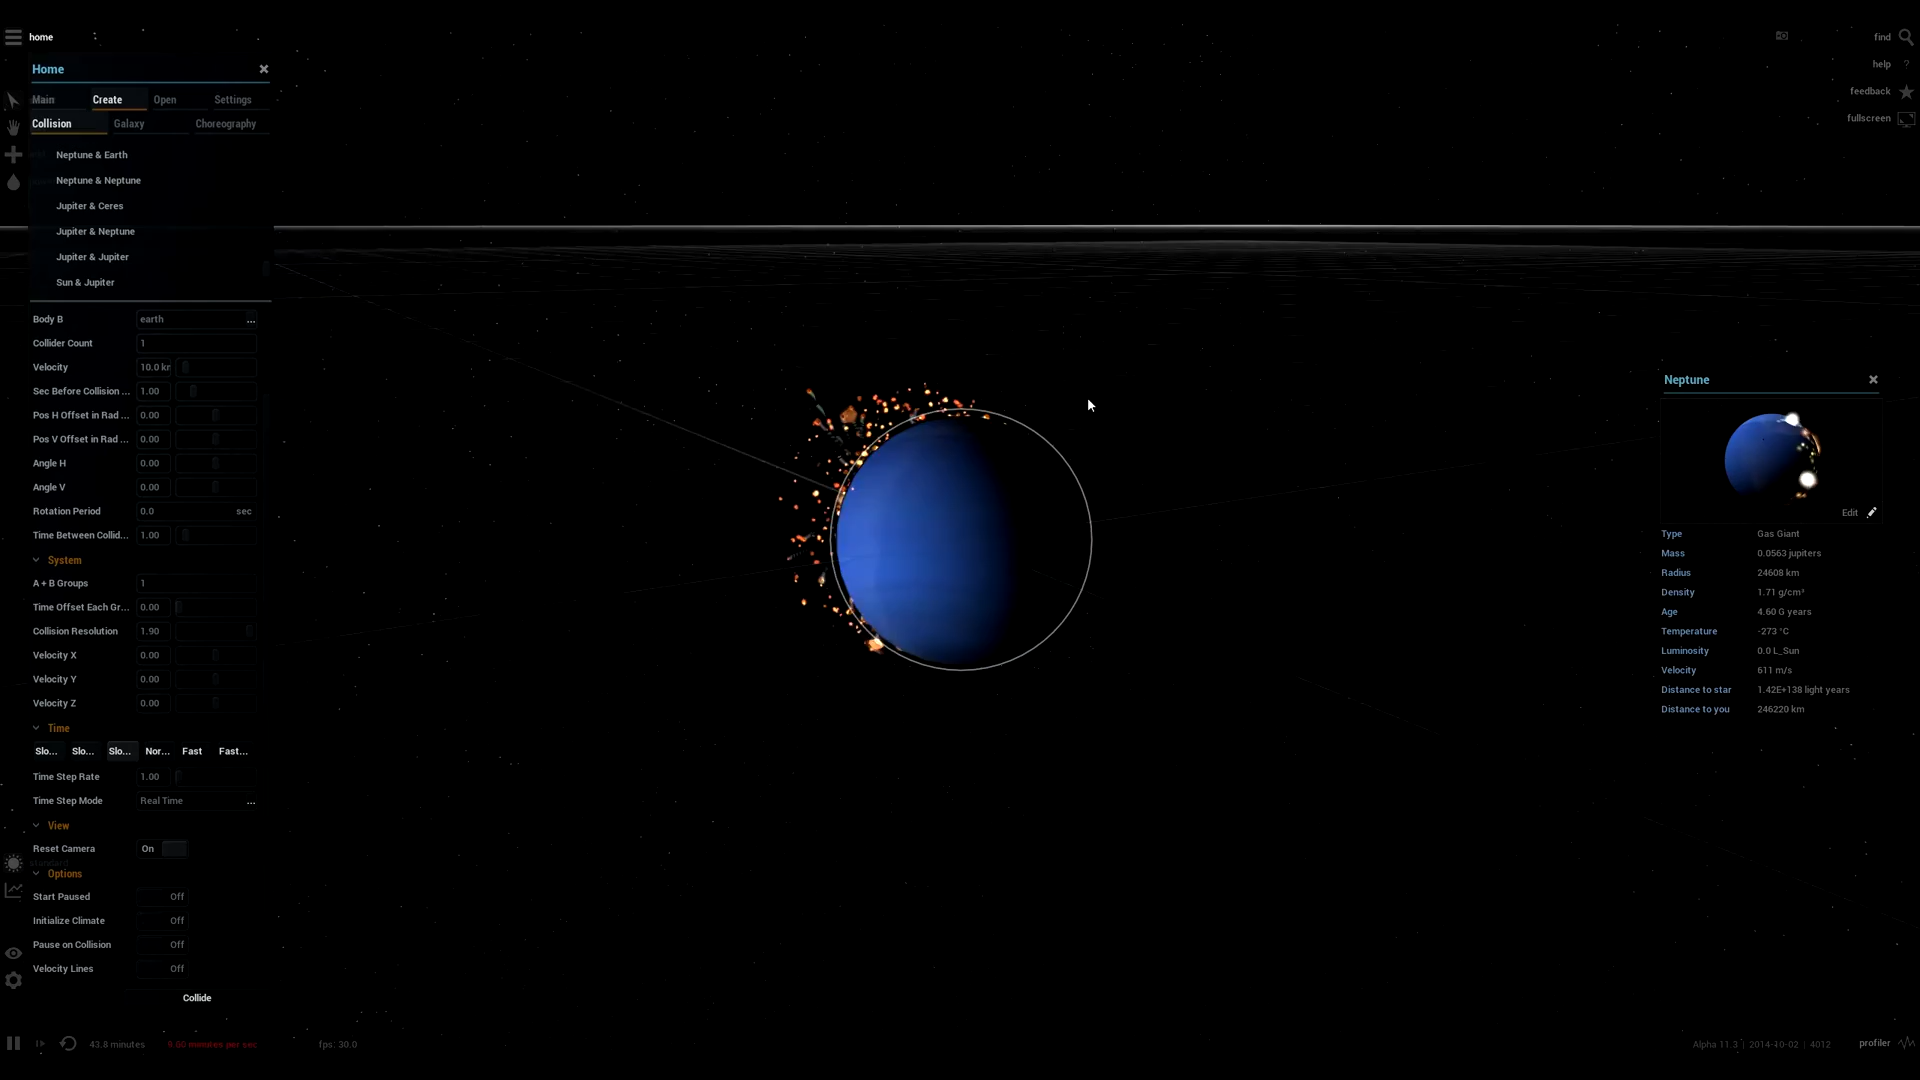 home
Home
Main Create Open Settings
Collision Galaxy Choreography
Neptune & Earth
Neptune & Neptune
Jupiter & Ceres
Jupiter & Neptune
Jupiter & Jupiter
Sun & Jupiter
Body B earth ...
Collider Count 1
Velocity 10.0 kr
Sec Before Collision ... 1.00
Pos H Offset in Rad ... 0.00
Pos V Offset in Rad ... 0.00
Angle H 0.00
Angle V 0.00
Rotation Period 0.0 sec
Time Between Collid... 1.00
System
A + B Groups 1
Time Offset Each Gr... 0.00
Collision Resolution 1.90
Velocity X 0.00
Velocity Y 0.00
Velocity Z 0.00
Time
Slo... Slo... Slo... Nor... Fast Fast...
Time Step Rate 1.00
Time Step Mode Real Time ...
View
Reset Camera On
standard
Options
Start Paused Off
Initialize Climate Off
Pause on Collision Off
Velocity Lines Off
Collide
43.8 minutes 9.80 minutes per sec fps: 30.0
find
help ?
feedback
fullscreen
Neptune
Edit
Type Gas Giant
Mass 0.0563 jupiters
Radius 24608 km
Density 1.71 g/cm³
Age 4.60 G years
Temperature -273 °C
Luminosity 0.0 L_Sun
Velocity 611 m/s
Distance to star 1.42E+138 light years
Distance to you 246220 km
Alpha 11.3 | 2014-10-02 | 4012 profiler